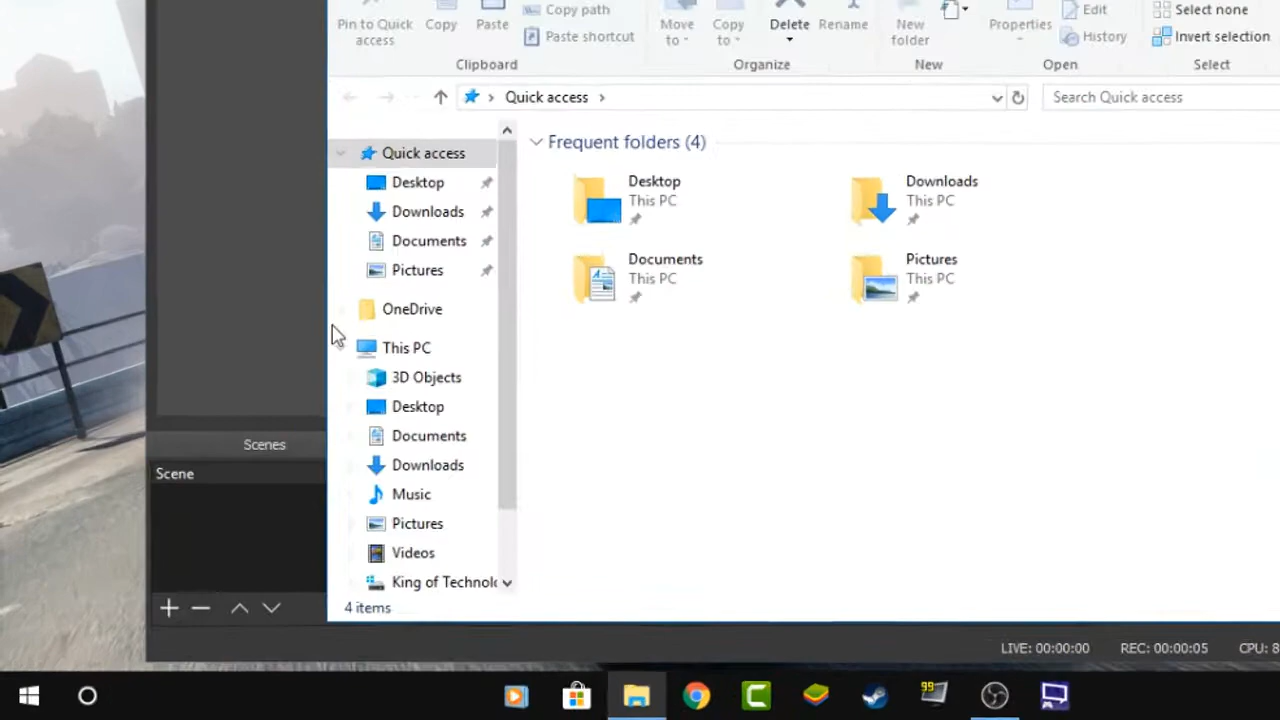 Pin to Quick access
Copy
Paste
Copy path
Paste shortcut
Move to
Copy to
Delete
Rename
New folder
Properties
Edit
History
Select none
Invert selection
Clipboard
Organize
New
Open
Select
Quick access
Search Quick access
Quick access
Desktop
Downloads
Documents
Pictures
OneDrive
This PC
3D Objects
Desktop
Documents
Downloads
Music
Pictures
Videos
King of Technol
Frequent folders (4)
Desktop
This PC
Downloads
This PC
Documents
This PC
Pictures
This PC
4 items
Scenes
Scene
LIVE: 00:00:00
REC: 00:00:05
CPU: 8
99